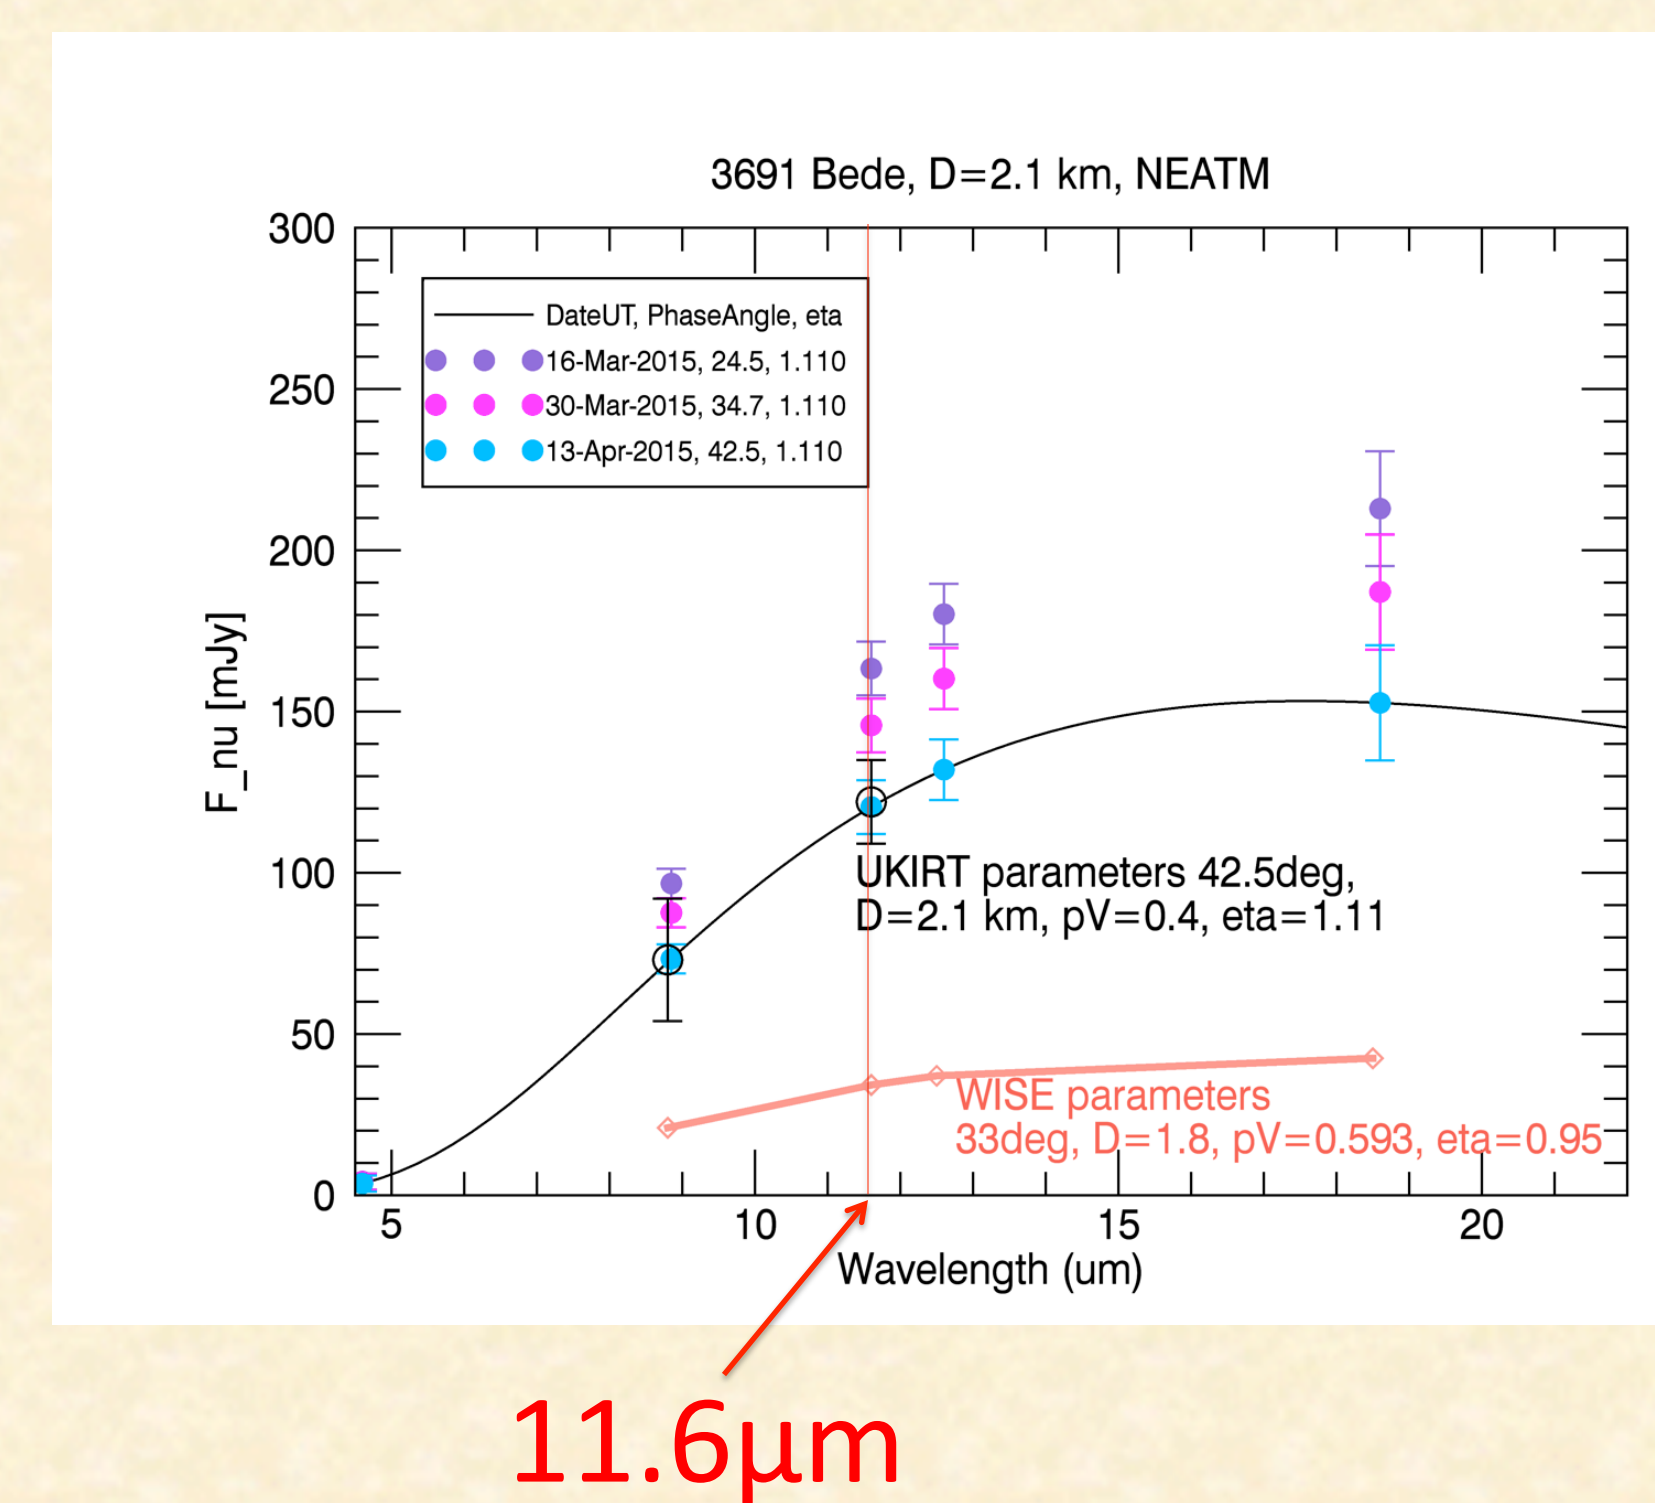 3691 Bede, D=2.1 km, NEATM
300
250
200
150
100
50
0
F_nu [mJy]
DateUT, PhaseAngle, eta
16-Mar-2015, 24.5, 1.110
30-Mar-2015, 34.7, 1.110
13-Apr-2015, 42.5, 1.110
UKIRT parameters 42.5deg,
D=2.1 km, pV=0.4, eta=1.11
WISE parameters
33deg, D=1.8, pV=0.593, eta=0.95
5 10 15 20
Wavelength (um)
11.6μm